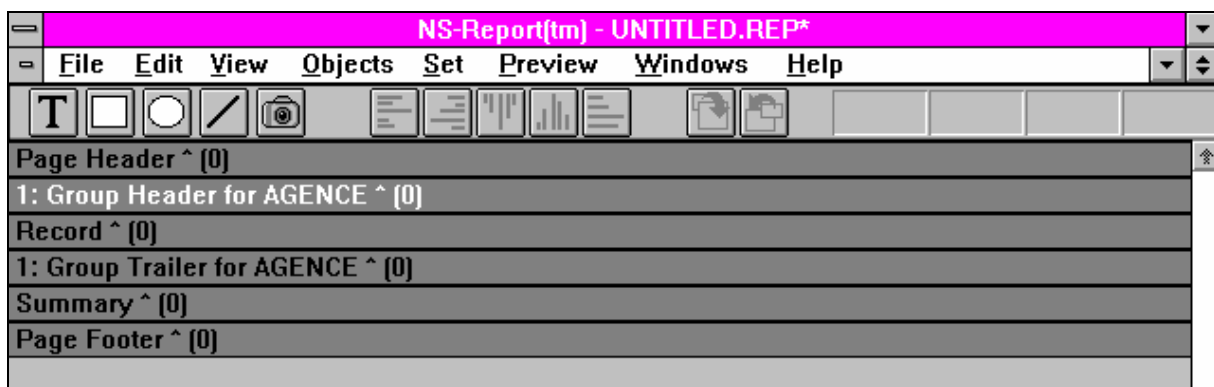 NS-Report(tm) - UNTITLED.REP*
File Edit View Objects Set Preview Windows Help
T
Page Header ^ (0)
1: Group Header for AGENCE ^ (0)
Record ^ (0)
1: Group Trailer for AGENCE ^ (0)
Summary ^ (0)
Page Footer ^ (0)